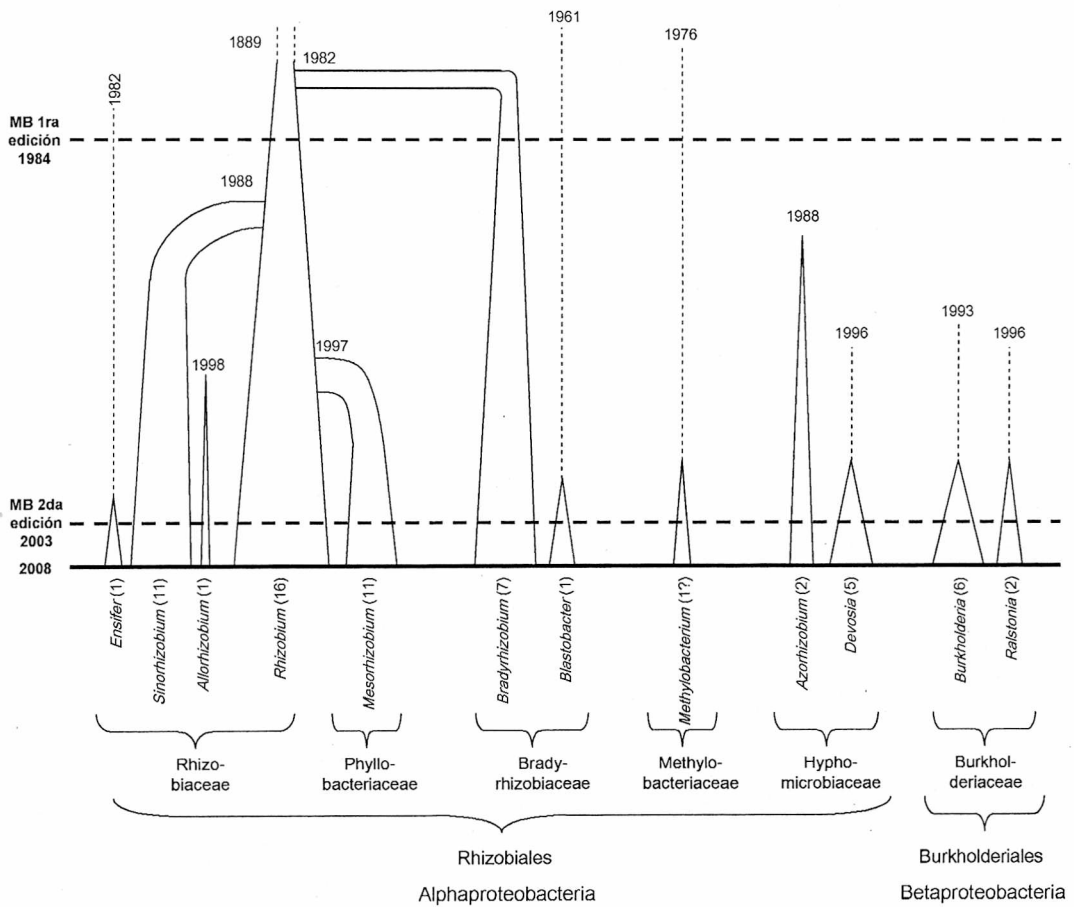 1961
1976
1889
1982
1982
MB 1ra
edición
1984
1988
1988
1993
1996
1996
1997
1998
MB 2da
edición
2003
2008
Ensifer (1)
Sinorhizobium (11)
Allorhizobium (1)
Rhizobium (16)
Mesorhizobium (11)
Bradyrhizobium (7)
Blastobacter (1)
Methylobacterium (1?)
Azorhizobium (2)
Devosia (5)
Burkholderia (6)
Ralstonia (2)
Rhizo-
biaceae
Phyllo-
bacteriaceae
Brady-
rhizobiaceae
Methylo-
bacteriaceae
Hypho-
microbiaceae
Burkhol-
deriaceae
Rhizobiales
Burkholderiales
Alphaproteobacteria
Betaproteobacteria